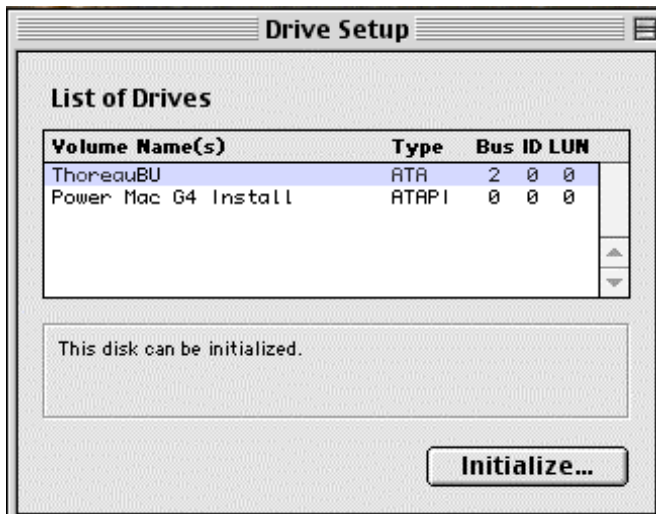 Drive Setup
List of Drives
Volume Name(s) Type Bus ID LUN
ThoreauBU ATA 2 0 0
Power Mac G4 Install ATAPI 0 0 0
This disk can be initialized.
Initialize...